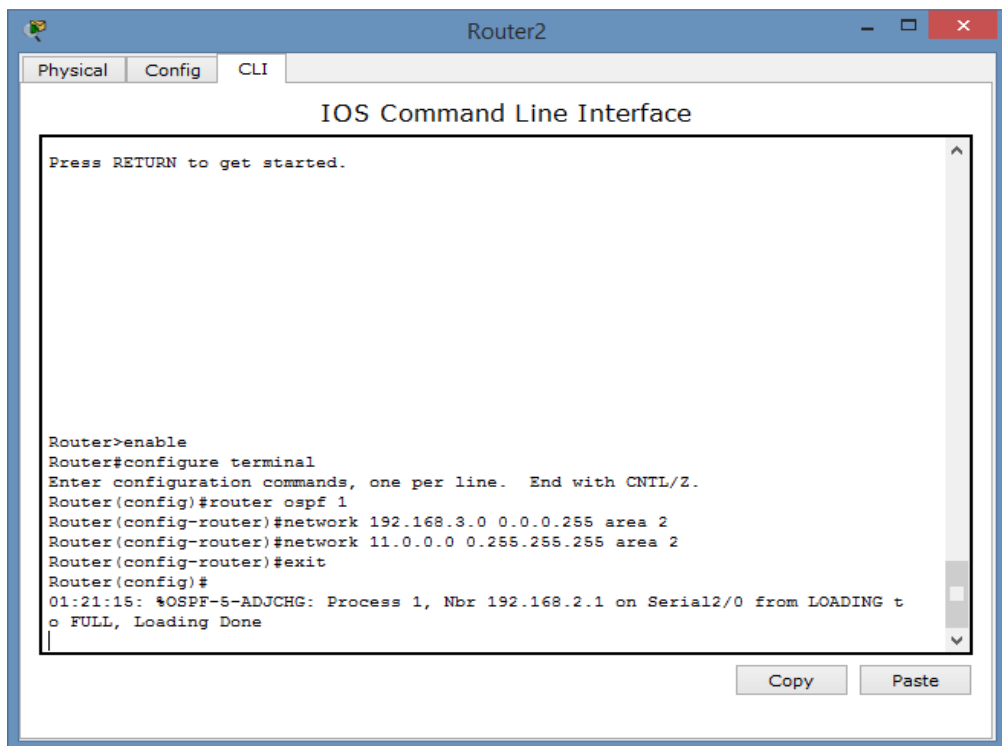 Router2
Physical Config CLI
IOS Command Line Interface
Press RETURN to get started.
Router>enable
Router#configure terminal
Enter configuration commands, one per line.  End with CNTL/Z.
Router(config)#router ospf 1
Router(config-router)#network 192.168.3.0 0.0.0.255 area 2
Router(config-router)#network 11.0.0.0 0.255.255.255 area 2
Router(config-router)#exit
Router(config)#
01:21:15: %OSPF-5-ADJCHG: Process 1, Nbr 192.168.2.1 on Serial2/0 from LOADING t
o FULL, Loading Done
Copy Paste